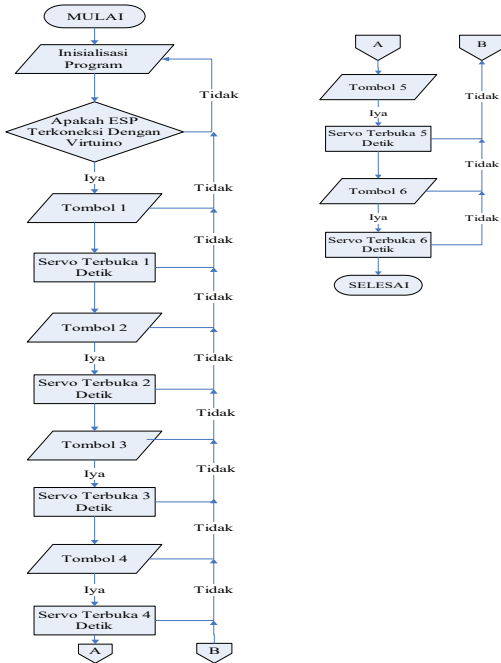 MULAI
Inisialisasi
Program
Tidak
Apakah ESP
Terkoneksi Dengan
Virtuino
Iya
Tidak
Tombol 1
Tidak
Servo Terbuka 1
Detik
Tidak
Tombol 2
Iya
Tidak
Servo Terbuka 2
Detik
Tidak
Tombol 3
Iya
Tidak
Servo Terbuka 3
Detik
Tidak
Tombol 4
Iya
Tidak
Servo Terbuka 4
Detik
A
B
A
B
Tombol 5
Tidak
Iya
Servo Terbuka 5
Detik
Tidak
Tombol 6
Iya
Tidak
Servo Terbuka 6
Detik
SELESAI